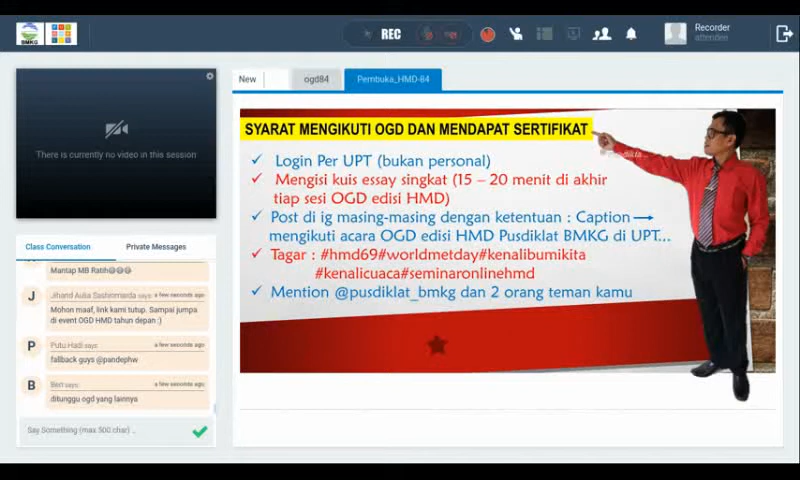 BMKG
REC
Recorder
attendee
There is currently no video in this session
New
ogd84
Pembuka_HMD-84
SYARAT MENGIKUTI OGD DAN MENDAPAT SERTIFIKAT
Login Per UPT (bukan personal)
Mengisi kuis essay singkat (15 – 20 menit di akhir
tiap sesi OGD edisi HMD)
Post di ig masing-masing dengan ketentuan : Caption
mengikuti acara OGD edisi HMD Pusdiklat BMKG di UPT...
Tagar : #hmd69#worldmetday#kenalibumikita
#kenalicuaca#seminaronlinehmd
Mention @pusdiklat_bmkg dan 2 orang teman kamu
Class Conversation
Private Messages
Mantap MB Ratih
J
Jihand Aulia Sashiomarda says: a few seconds ago
Mohon maaf, link kami tutup. Sampai jumpa
di event OGD HMD tahun depan :)
P
Putu Hadi says: a few seconds ago
fallback guys @pandephw
B
Bert says: a few seconds ago
ditunggu ogd yang lainnya
Say Something (max 500 char) ..